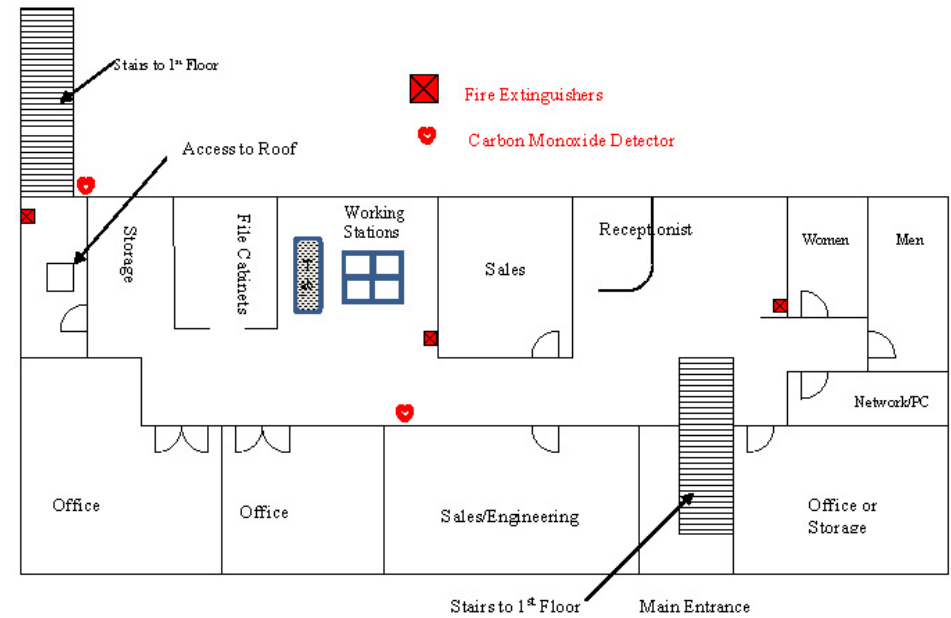 Stairs to 1st Floor
Fire Extinguishers
Carbon Monoxide Detector
Access to Roof
Storage
File Cabinets
Working
Stations
Sales
Receptionist
Women
Men
Network/PC
Office
Office
Sales/Engineering
Office or
Storage
Stairs to 1st Floor
Main Entrance